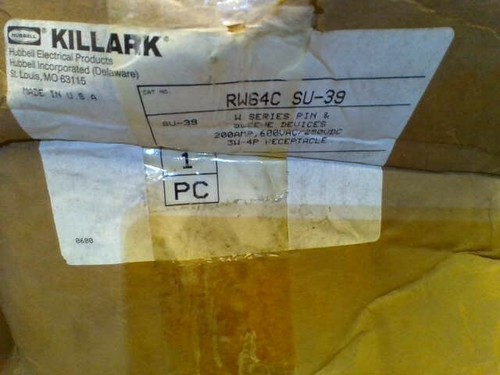 HUBBELL KILLARK®
Hubbell Electrical Products
Hubbell Incorporated (Delaware)
St. Louis, MO 63115
MADE IN U S A
CAT NO. RW64C SU-39
SU-39 W SERIES PIN &
SLEEVE DEVICES
200AMP, 600VAC/250VDC
3W-4P RECEPTACLE
1
PC
8600